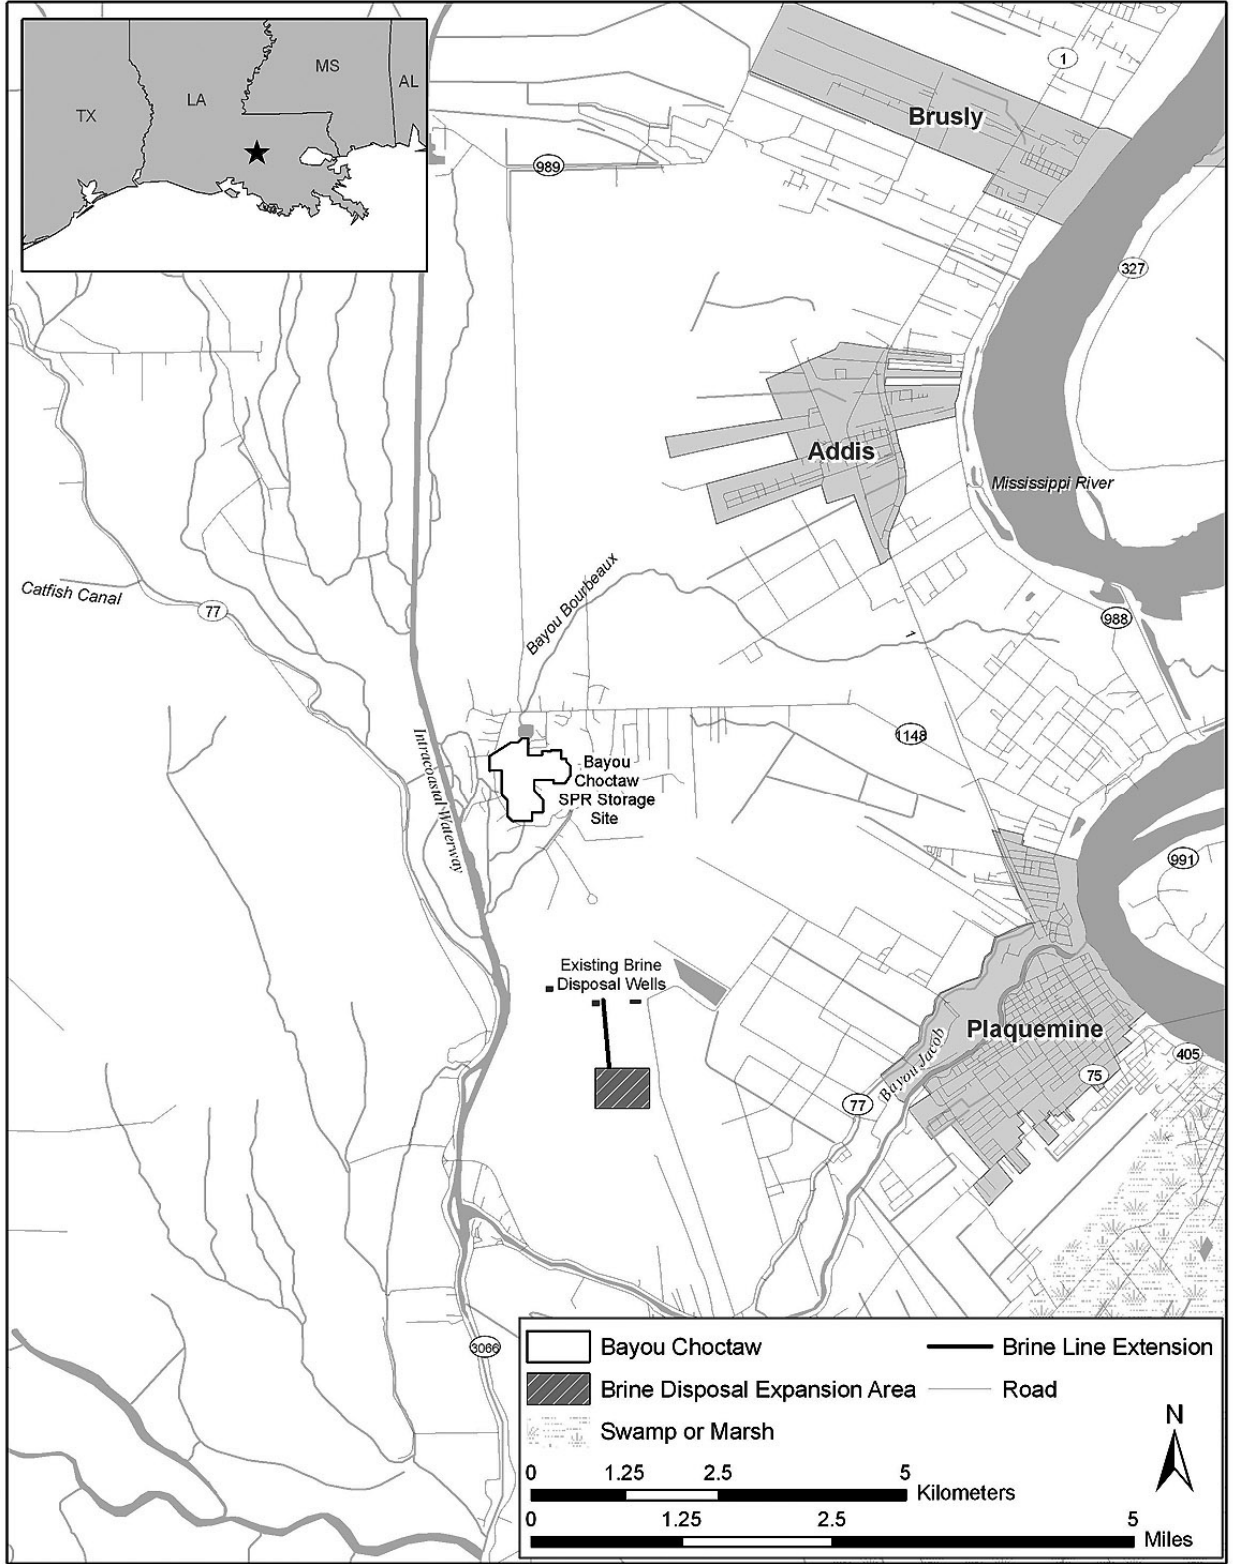 TX
LA
MS
AL
1
Brusly
989
327
Addis
Mississippi River
Catfish Canal
77
Bayou Bourbeaux
988
1
1148
Intracoastal Waterway
Bayou
Choctaw
SPR Storage
Site
991
Existing Brine
Disposal Wells
Plaquemine
405
75
77
Bayou Jacob
3066
Bayou Choctaw
Brine Line Extension
Brine Disposal Expansion Area
Road
Swamp or Marsh
N
0 1.25 2.5 5
Kilometers
0 1.25 2.5 5
Miles